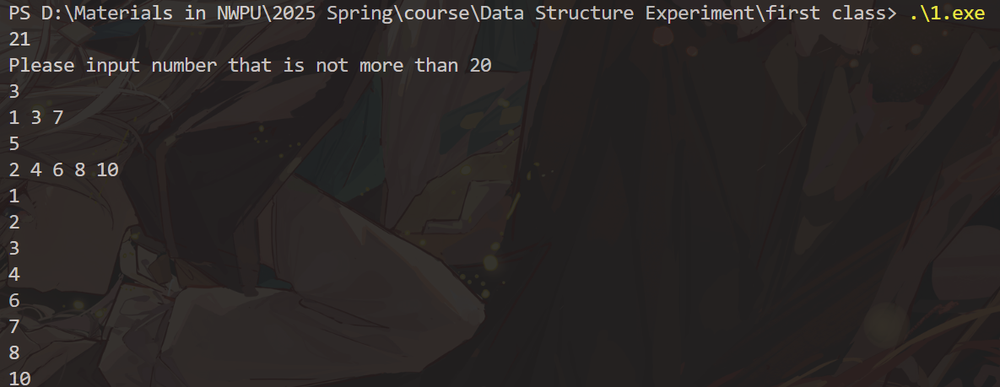 PS D:\Materials in NWPU\2025 Spring\course\Data Structure Experiment\first class> .\1.exe
21
Please input number that is not more than 20
3
1 3 7
5
2 4 6 8 10
1
2
3
4
6
7
8
10